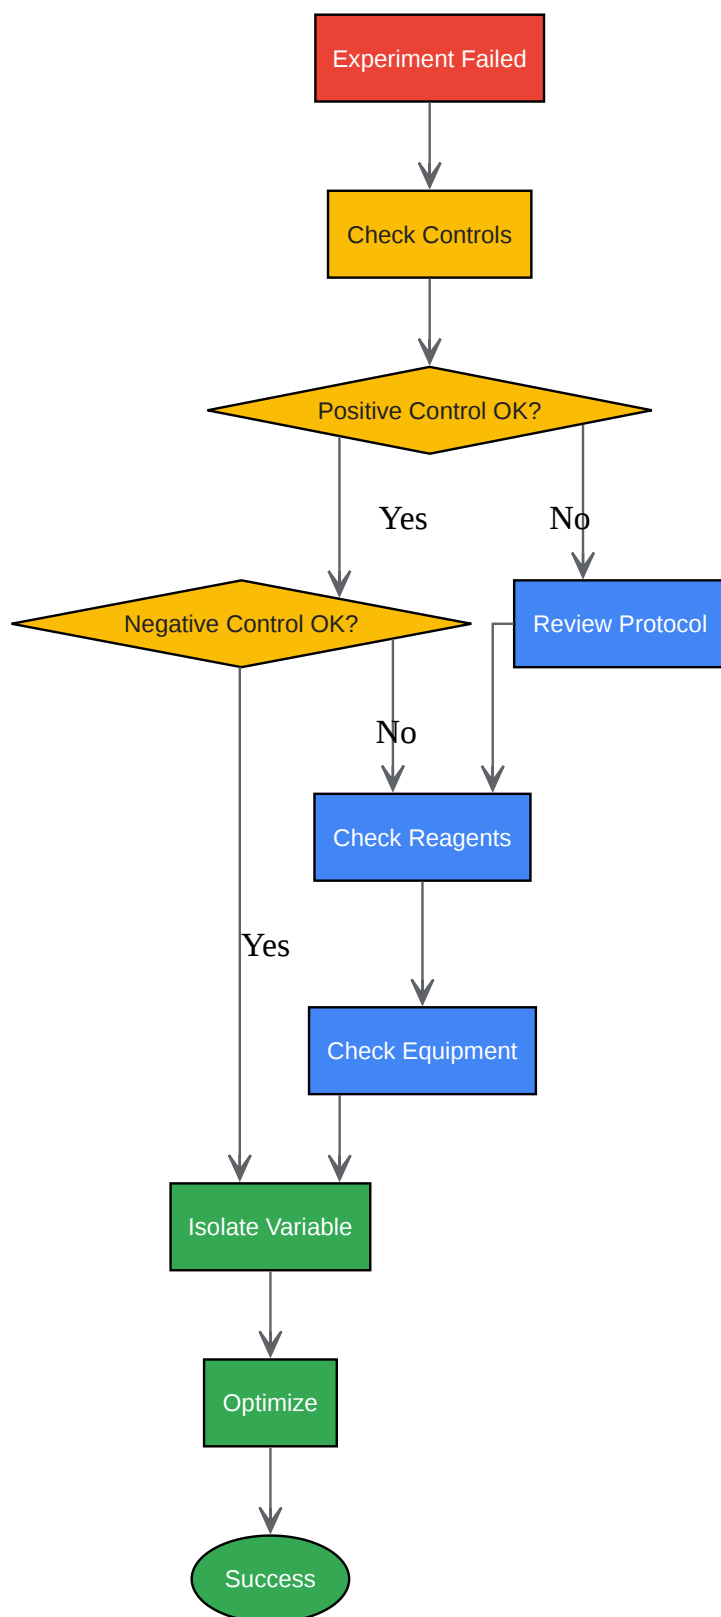 Experiment Failed
Check Controls
Positive Control OK?
Yes
No
Negative Control OK?
Review Protocol
No
Check Reagents
Yes
Check Equipment
Isolate Variable
Optimize
Success